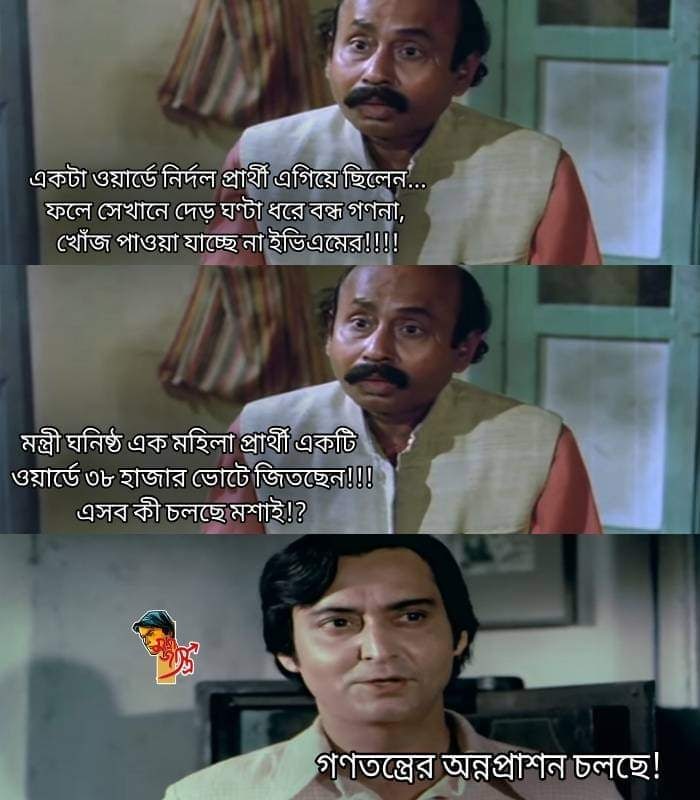 একটা ওয়ার্ডে নির্দল প্রার্থী এগিয়ে ছিলেন...
ফলে সেখানে দেড় ঘণ্টা ধরে বন্ধ গণনা,
খোঁজ পাওয়া যাচ্ছে না ইভিএমের!!!!
মন্ত্রী ঘনিষ্ঠ এক মহিলা প্রার্থী একটি
ওয়ার্ডে ৩৮ হাজার ভোটে জিতছেন!!!
এসব কী চলছে মশাই!?
গণতন্ত্রের অন্নপ্রাশন চলছে!